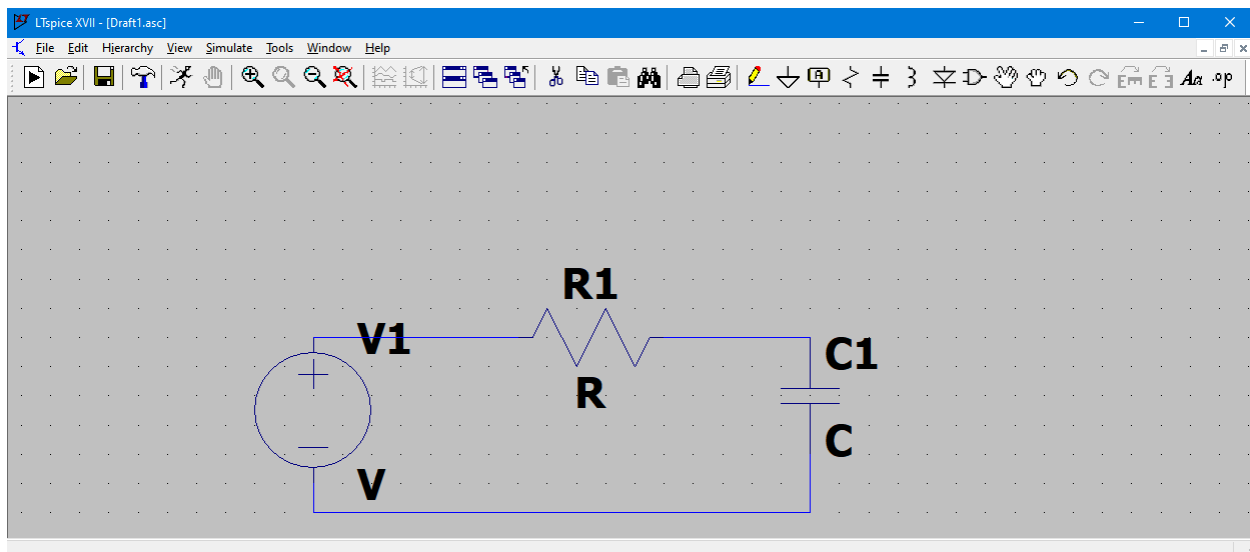 LTspice XVII - [Draft1.asc]
File Edit Hierarchy View Simulate Tools Window Help
A Aa .op
R1
V1
C1
R
C
V